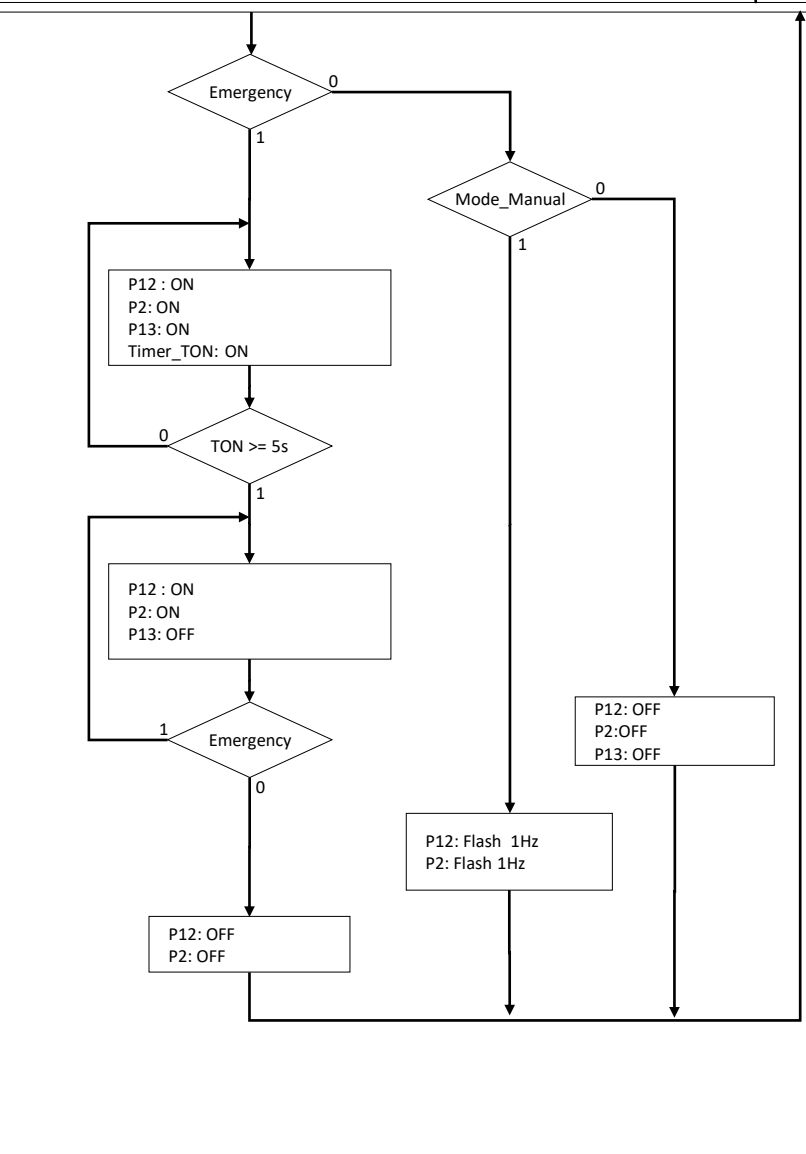 Emergency
0
1
Mode_Manual
0
1
P12 : ON
P2: ON
P13: ON
Timer_TON: ON
0
TON >= 5s
1
P12 : ON
P2: ON
P13: OFF
1
Emergency
0
P12: OFF
P2:OFF
P13: OFF
P12: Flash  1Hz
P2: Flash 1Hz
P12: OFF
P2: OFF